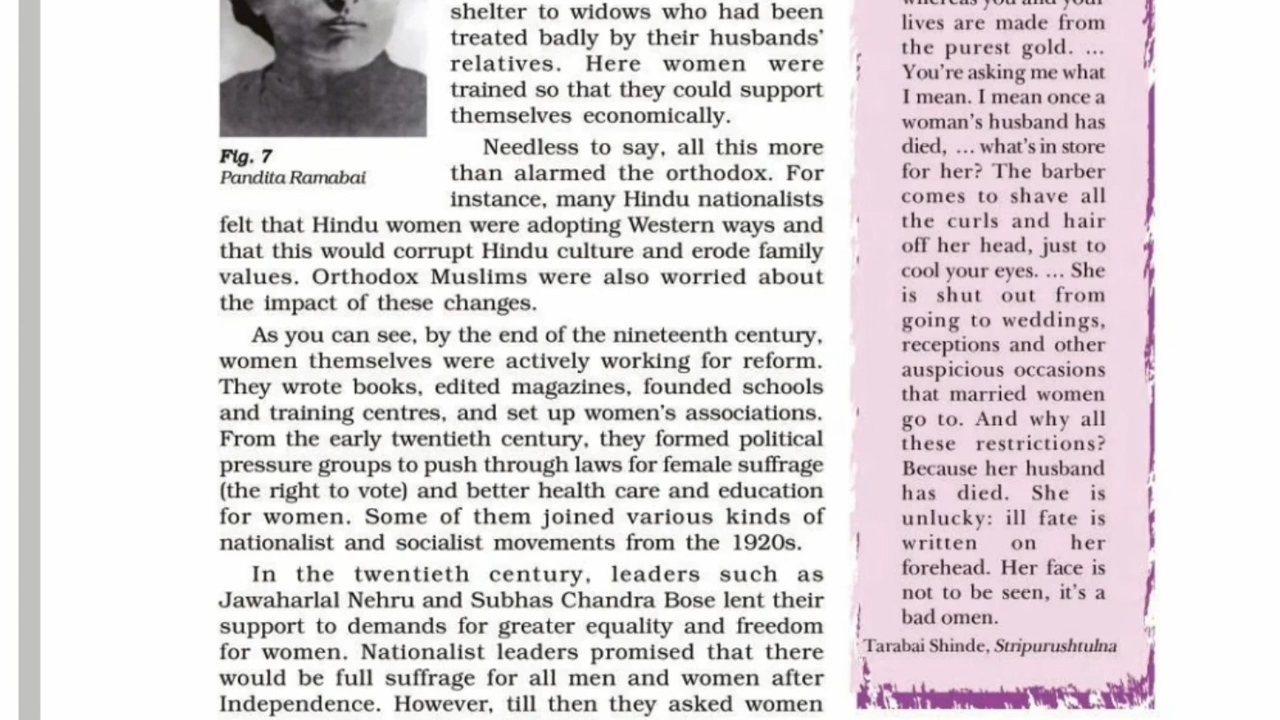 shelter to widows who had been
treated badly by their husbands'
relatives. Here women were
trained so that they could support
themselves economically.
Fig. 7
Pandita Ramabai
Needless to say, all this more
than alarmed the orthodox. For
instance, many Hindu nationalists
felt that Hindu women were adopting Western ways and
that this would corrupt Hindu culture and erode family
values. Orthodox Muslims were also worried about
the impact of these changes.
As you can see, by the end of the nineteenth century,
women themselves were actively working for reform.
They wrote books, edited magazines, founded schools
and training centres, and set up women's associations.
From the early twentieth century, they formed political
pressure groups to push through laws for female suffrage
(the right to vote) and better health care and education
for women. Some of them joined various kinds of
nationalist and socialist movements from the 1920s.
In the twentieth century, leaders such as
Jawaharlal Nehru and Subhas Chandra Bose lent their
support to demands for greater equality and freedom
for women. Nationalist leaders promised that there
would be full suffrage for all men and women after
Independence. However, till then they asked women
whereas you and your
lives are made from
the purest gold. ...
You're asking me what
I mean. I mean once a
woman's husband has
died, ... what's in store
for her? The barber
comes to shave all
the curls and hair
off her head, just to
cool your eyes. ... She
is shut out from
going to weddings,
receptions and other
auspicious occasions
that married women
go to. And why all
these restrictions?
Because her husband
has died. She is
unlucky: ill fate is
written on her
forehead. Her face is
not to be seen, it's a
bad omen.
Tarabai Shinde, Stripurushtulna